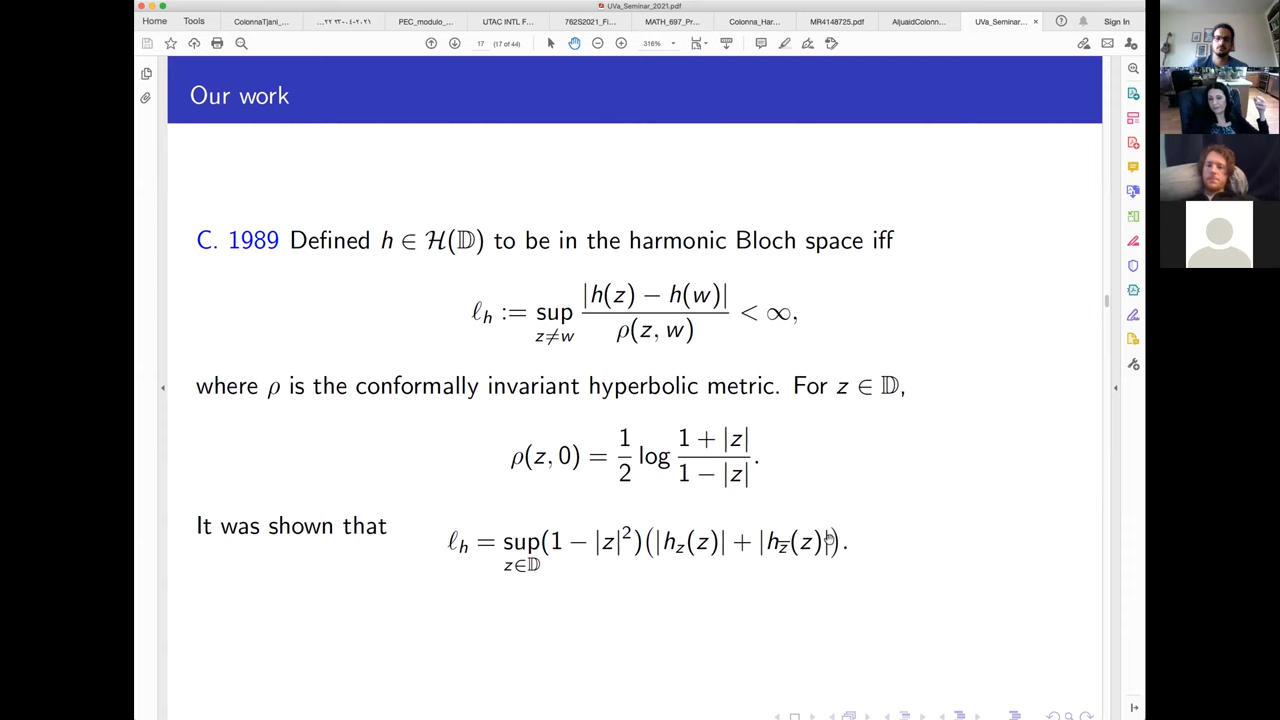 Home Tools ColonnaTjani_... PEC_modulo_... UTAC INTL F... 762S2021_Fi... MATH_697_Pr... Colonna_Har... MR4148725.pdf AljuaidColonn... UVa_Seminar_... × Sign In
17 (17 of 44) 316%
Our work
C. 1989 Defined h ∈ H(𝔻) to be in the harmonic Bloch space iff
ℓ_h := sup_{z≠w} |h(z) − h(w)| / ρ(z, w) < ∞,
where ρ is the conformally invariant hyperbolic metric. For z ∈ 𝔻,
ρ(z, 0) = 1/2 log (1 + |z|) / (1 − |z|).
It was shown that
ℓ_h = sup_{z∈𝔻} (1 − |z|²)(|h_z(z)| + |h_z̄(z)|).
UVa_Seminar_2021.pdf